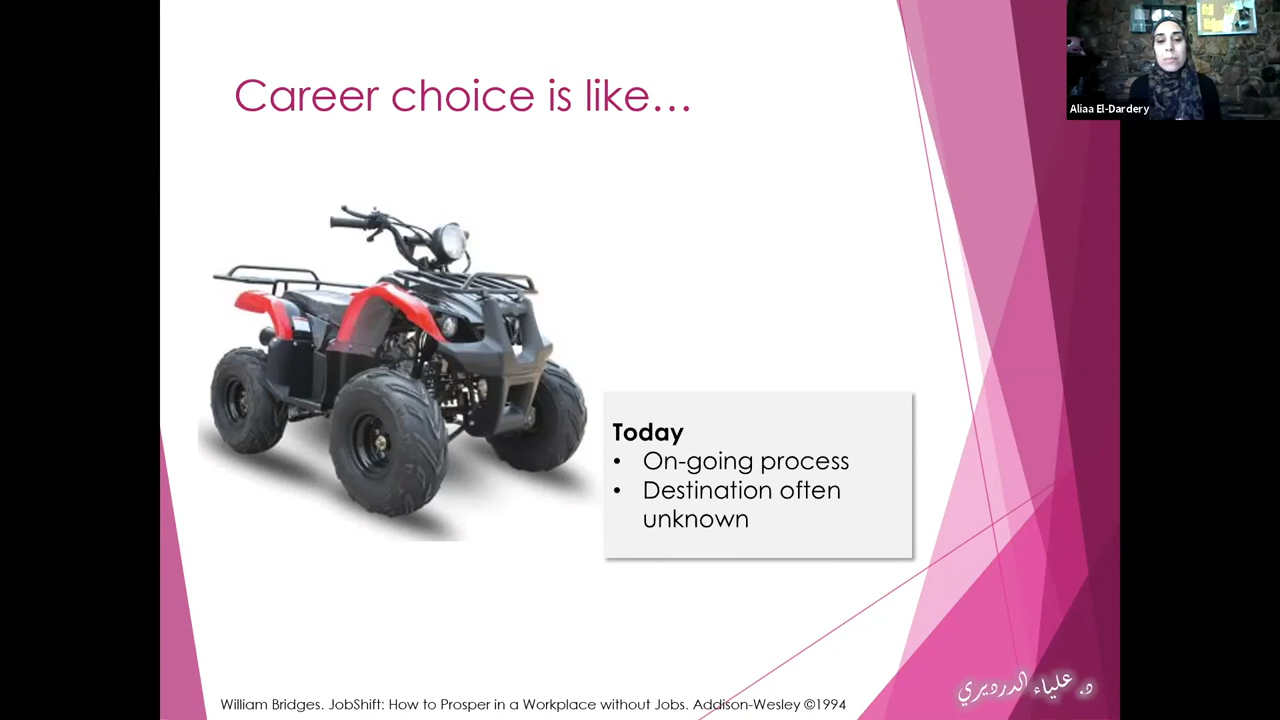 Career choice is like…
Aliaa El-Dardery
Today
• On-going process
• Destination often
unknown
William Bridges. JobShift: How to Prosper in a Workplace without Jobs. Addison-Wesley ©1994
د. علياء الدرديري